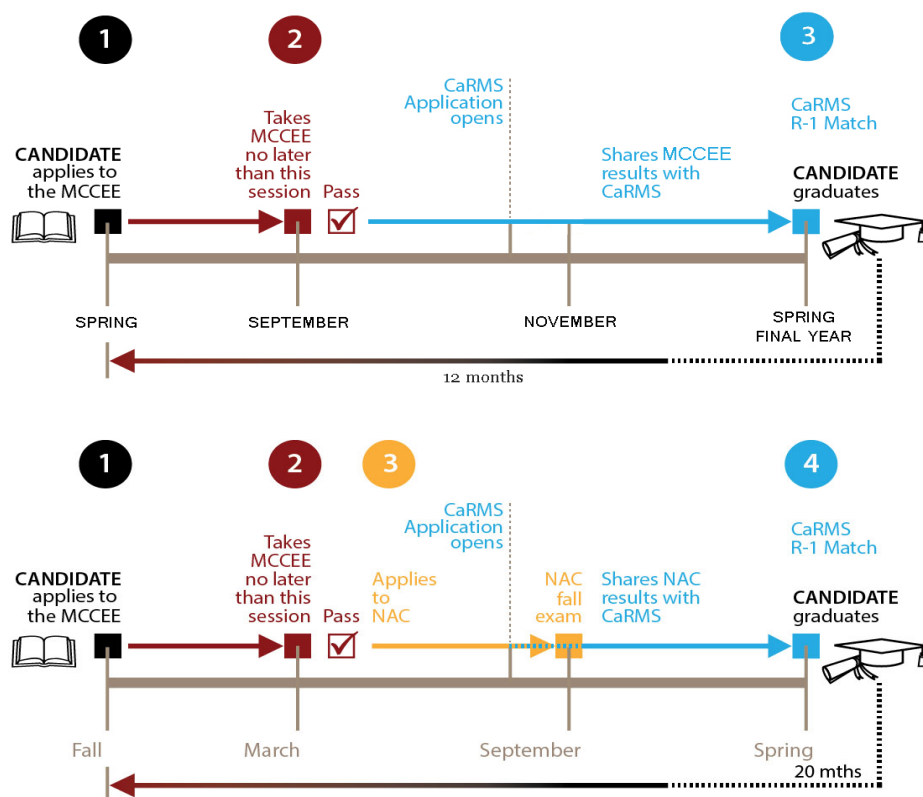 1
2
3
CaRMS
Application
opens
CaRMS
R-1 Match
Takes
MCCEE
no later
than this
session
CANDIDATE
applies to
the MCCEE
Pass
Shares MCCEE
results with
CaRMS
CANDIDATE
graduates
SPRING
SEPTEMBER
NOVEMBER
SPRING
FINAL YEAR
12 months
1
2
3
4
CaRMS
Application
opens
CaRMS
R-1 Match
Takes
MCCEE
no later
than this
session
CANDIDATE
applies to
the MCCEE
Pass
Applies
to
NAC
NAC
fall
exam
Shares NAC
results with
CaRMS
CANDIDATE
graduates
Fall
March
September
Spring
20 mths